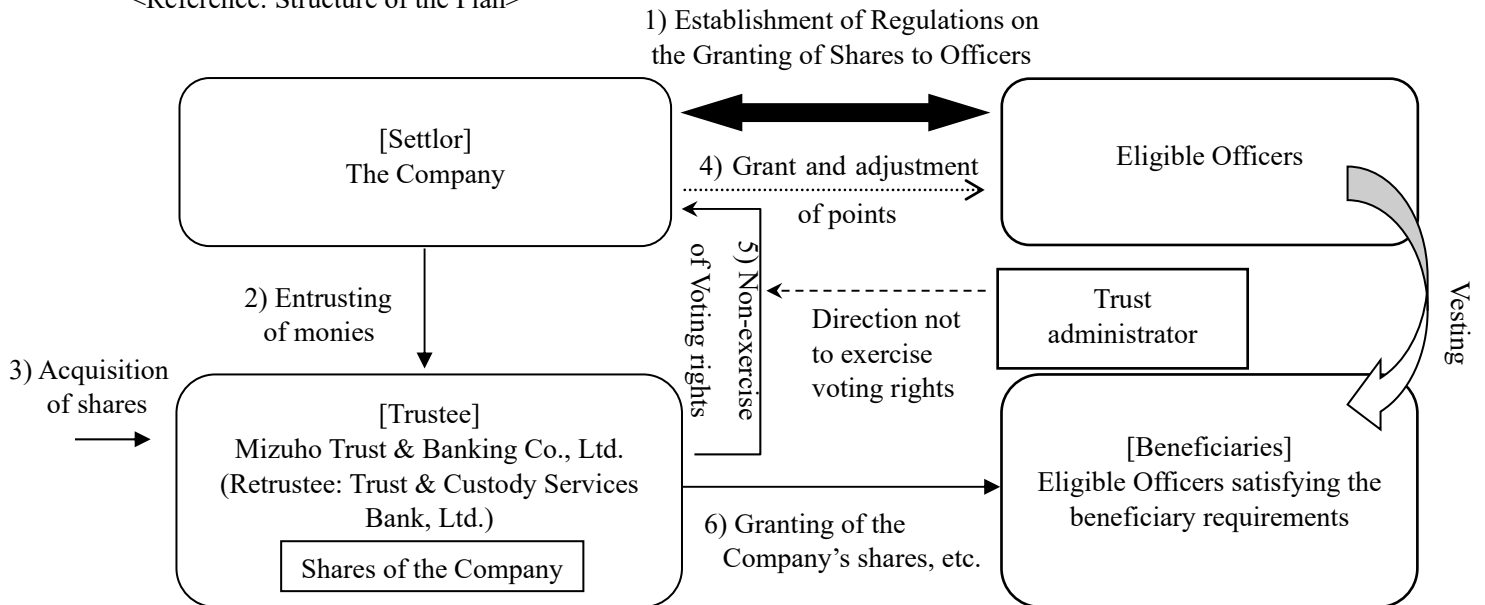 <Reference: Structure of the Plan>
1) Establishment of Regulations on
the Granting of Shares to Officers
[Settlor]
The Company
4) Grant and adjustment
of points
Eligible Officers
2) Entrusting
of monies
5) Non-exercise
of Voting rights
Direction not
to exercise
voting rights
Trust
administrator
Vesting
3) Acquisition
of shares
[Trustee]
Mizuho Trust & Banking Co., Ltd.
(Retrustee: Trust & Custody Services
Bank, Ltd.)
Shares of the Company
6) Granting of the
Company’s shares, etc.
[Beneficiaries]
Eligible Officers satisfying the
beneficiary requirements